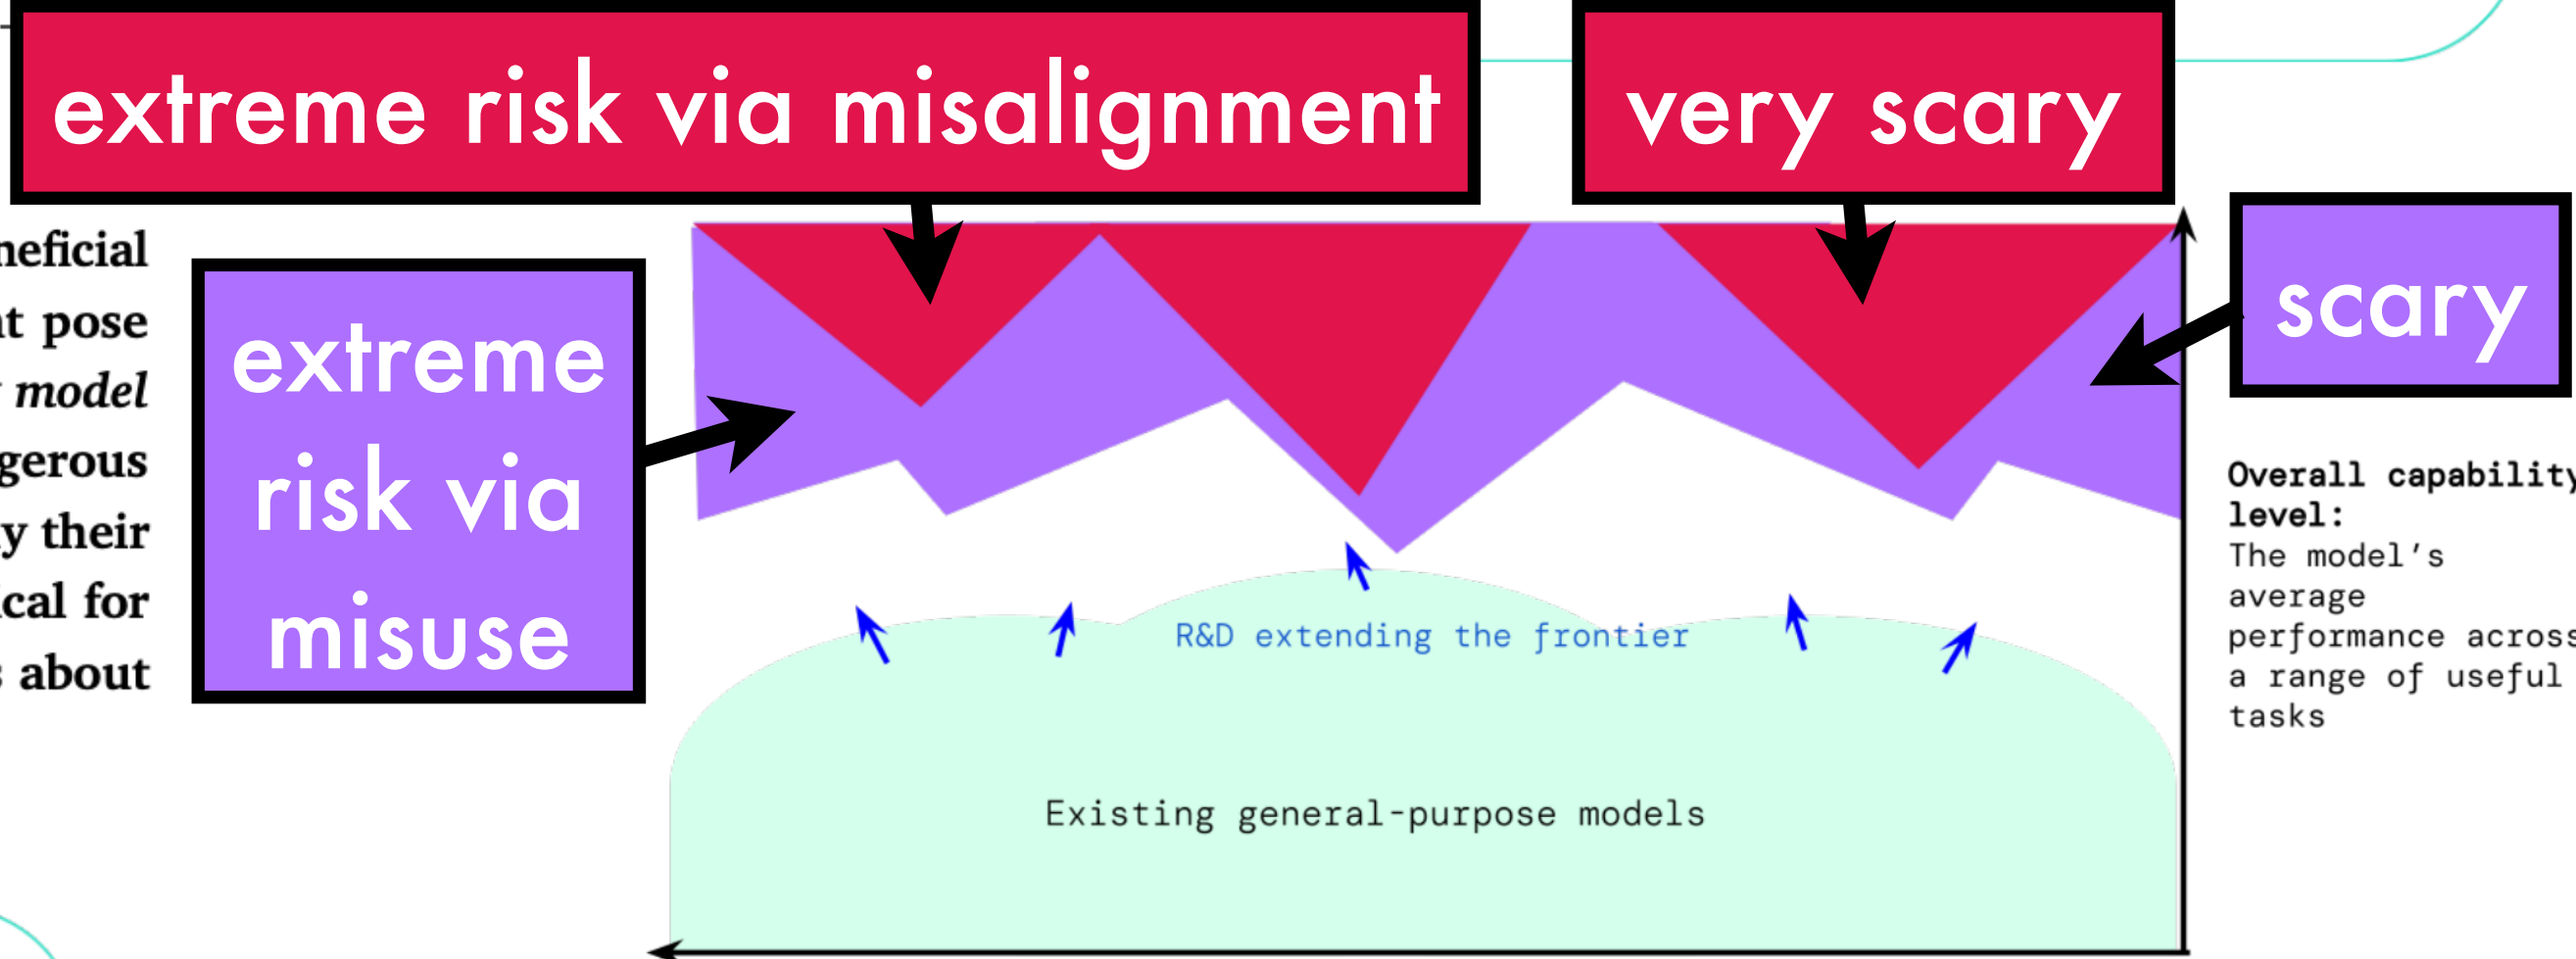 extreme risk via misalignment
very scary
neficial
pose
model
gerous
y their
ical for
about
extreme
risk via
misuse
scary
Overall capability
level:
The model's
average
performance across
a range of useful
tasks
R&D extending the frontier
Existing general-purpose models